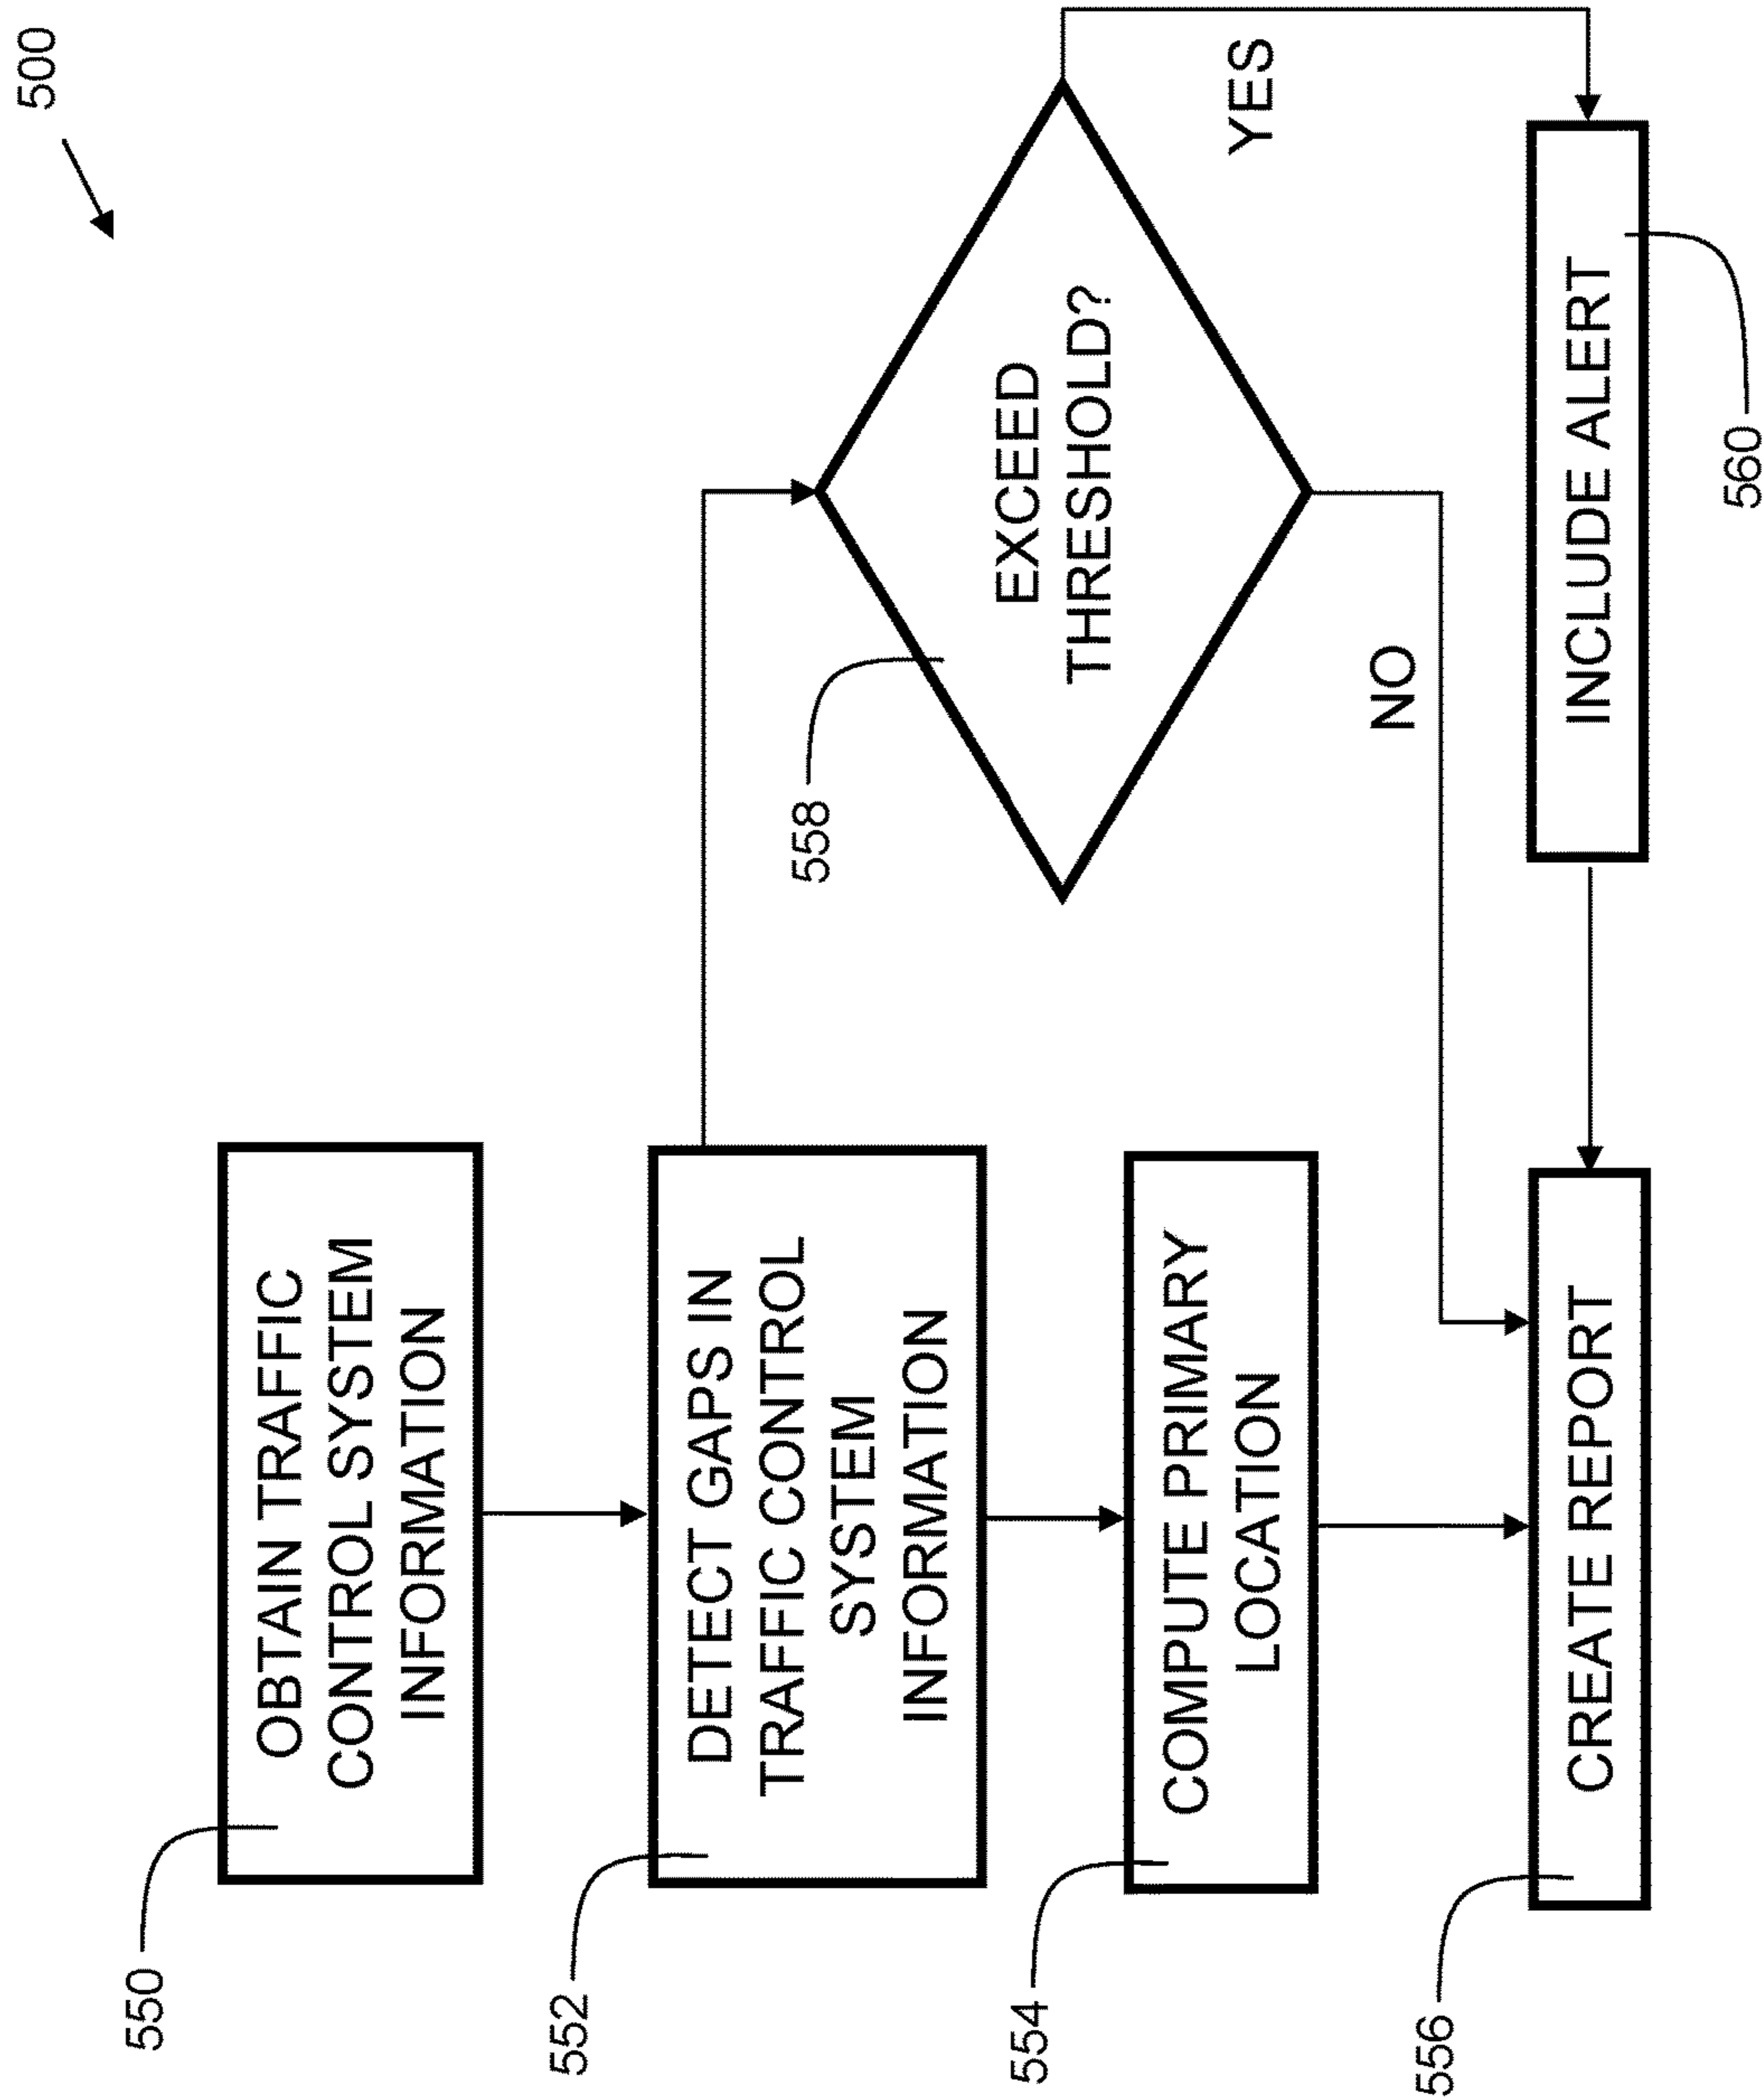 500
550
OBTAIN TRAFFIC
CONTROL SYSTEM
INFORMATION
552
DETECT GAPS IN
TRAFFIC CONTROL
SYSTEM
INFORMATION
558
EXCEED
THRESHOLD?
YES
NO
554
COMPUTE PRIMARY
LOCATION
556
CREATE REPORT
INCLUDE ALERT
560